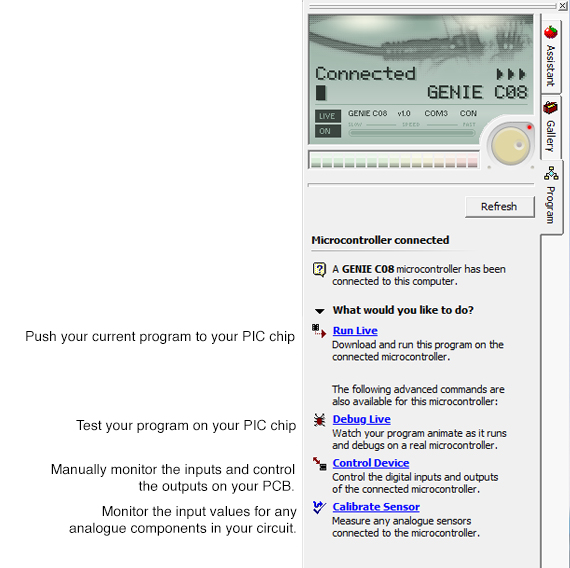 Connected
GENIE C08
LIVE
GENIE C08 v1.0 COM3 CON
SLOW SPEED FAST
ON
Assistant
Gallery
Program
Refresh
Microcontroller connected
A GENIE C08 microcontroller has been
connected to this computer.
What would you like to do?
Push your current program to your PIC chip
Run Live
Download and run this program on the
connected microcontroller.
The following advanced commands are
also available for this microcontroller:
Test your program on your PIC chip
Debug Live
Watch your program animate as it runs
and debugs on a real microcontroller.
Manually monitor the inputs and control
the outputs on your PCB.
Control Device
Control the digital inputs and outputs
of the connected microcontroller.
Monitor the input values for any
analogue components in your circuit.
Calibrate Sensor
Measure any analogue sensors
connected to the microcontroller.